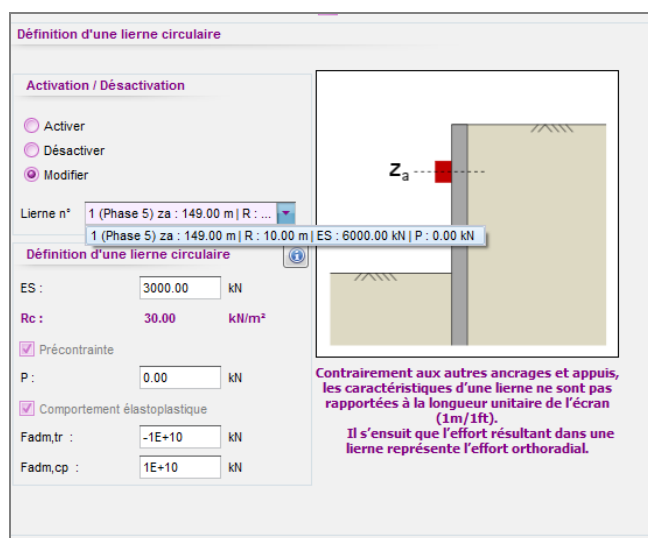 Définition d'une lierne circulaire
Activation / Désactivation
Activer
Désactiver
Modifier
Lierne n° 1 (Phase 5) za : 149.00 m | R : ...
1 (Phase 5) za : 149.00 m | R : 10.00 m | ES : 6000.00 kN | P : 0.00 kN
Définition d'une lierne circulaire
ES : 3000.00 kN
Rc : 30.00 kN/m²
Précontrainte
P : 0.00 kN
Comportement élastoplastique
Fadm,tr : -1E+10 kN
Fadm,cp : 1E+10 kN
Za
Contrairement aux autres ancrages et appuis,
les caractéristiques d'une lierne ne sont pas
rapportées à la longueur unitaire de l'écran
(1m/1ft).
Il s'ensuit que l'effort résultant dans une
lierne représente l'effort orthoradial.